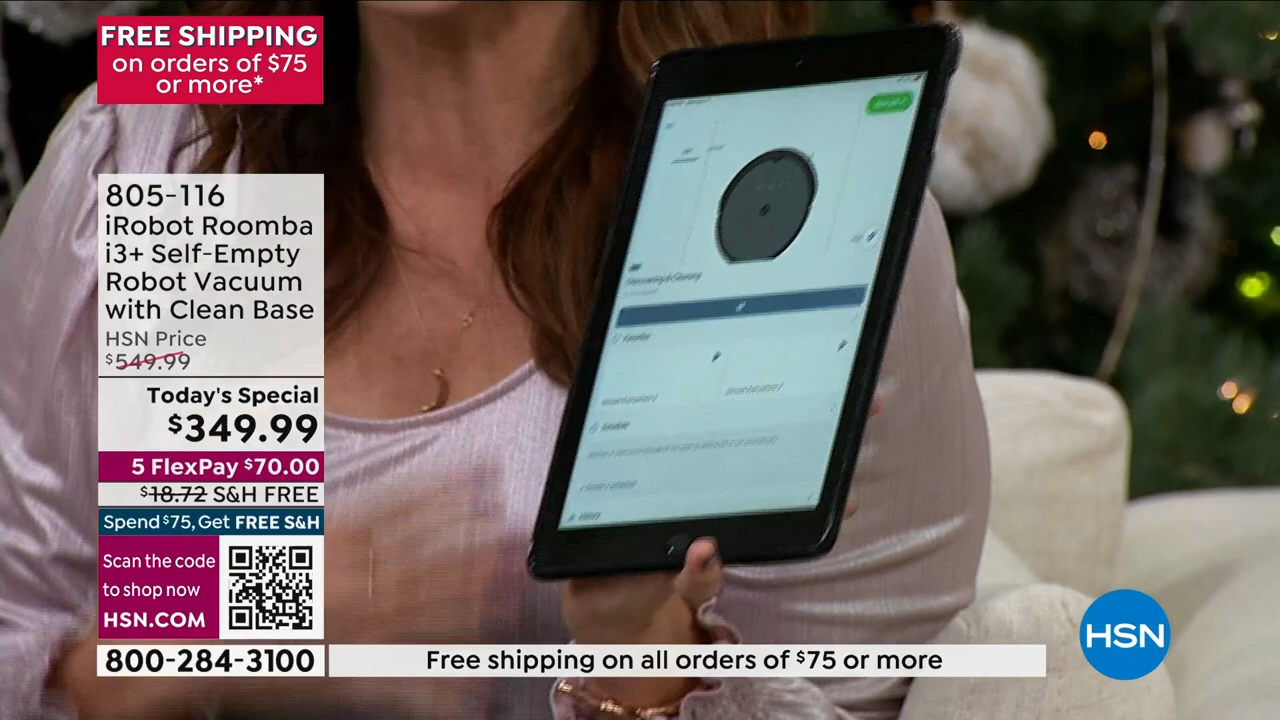 FREE SHIPPING
on orders of $75
or more*
805-116
iRobot Roomba
i3+ Self-Empty
Robot Vacuum
with Clean Base
HSN Price
$549.99
Today's Special
$349.99
5 FlexPay $70.00
$18.72 S&H FREE
Spend $75, Get FREE S&H
Scan the code
to shop now
HSN.COM
800-284-3100
Free shipping on all orders of $75 or more
HSN